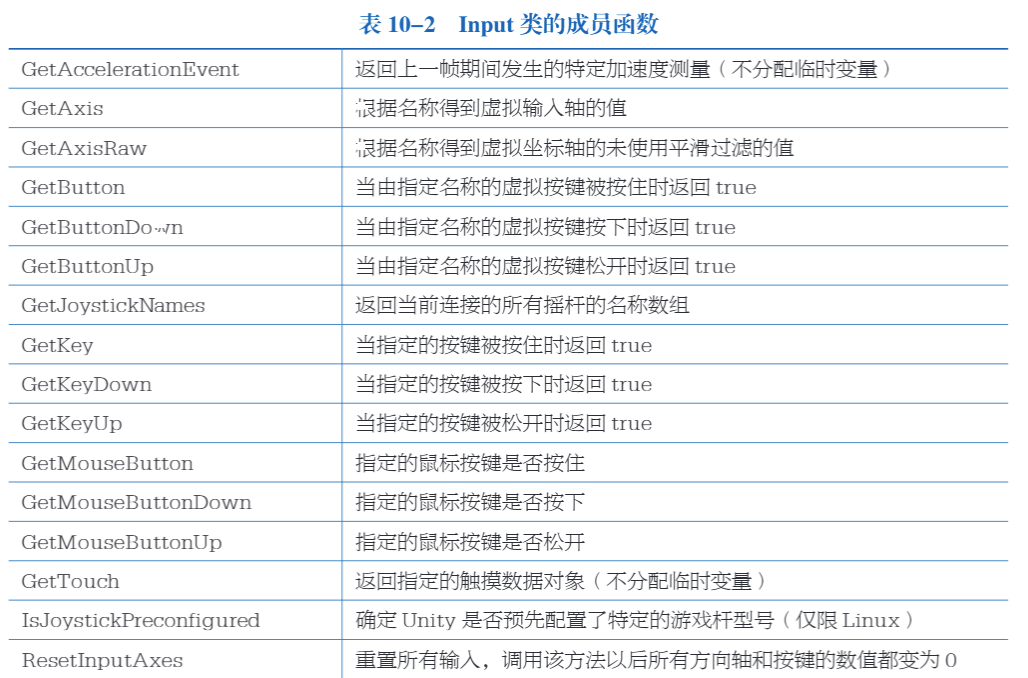 表 10-2 Input 类的成员函数
GetAccelerationEvent 返回上一帧期间发生的特定加速度测量（不分配临时变量）
GetAxis 根据名称得到虚拟输入轴的值
GetAxisRaw 根据名称得到虚拟坐标轴的未使用平滑过滤的值
GetButton 当由指定名称的虚拟按键被按住时返回 true
GetButtonDown 当由指定名称的虚拟按键按下时返回 true
GetButtonUp 当由指定名称的虚拟按键松开时返回 true
GetJoystickNames 返回当前连接的所有摇杆的名称数组
GetKey 当指定的按键被按住时返回 true
GetKeyDown 当指定的按键被按下时返回 true
GetKeyUp 当指定的按键被松开时返回 true
GetMouseButton 指定的鼠标按键是否按住
GetMouseButtonDown 指定的鼠标按键是否按下
GetMouseButtonUp 指定的鼠标按键是否松开
GetTouch 返回指定的触摸数据对象（不分配临时变量）
IsJoystickPreconfigured 确定 Unity 是否预先配置了特定的游戏杆型号（仅限 Linux）
ResetInputAxes 重置所有输入，调用该方法以后所有方向轴和按键的数值都变为 0